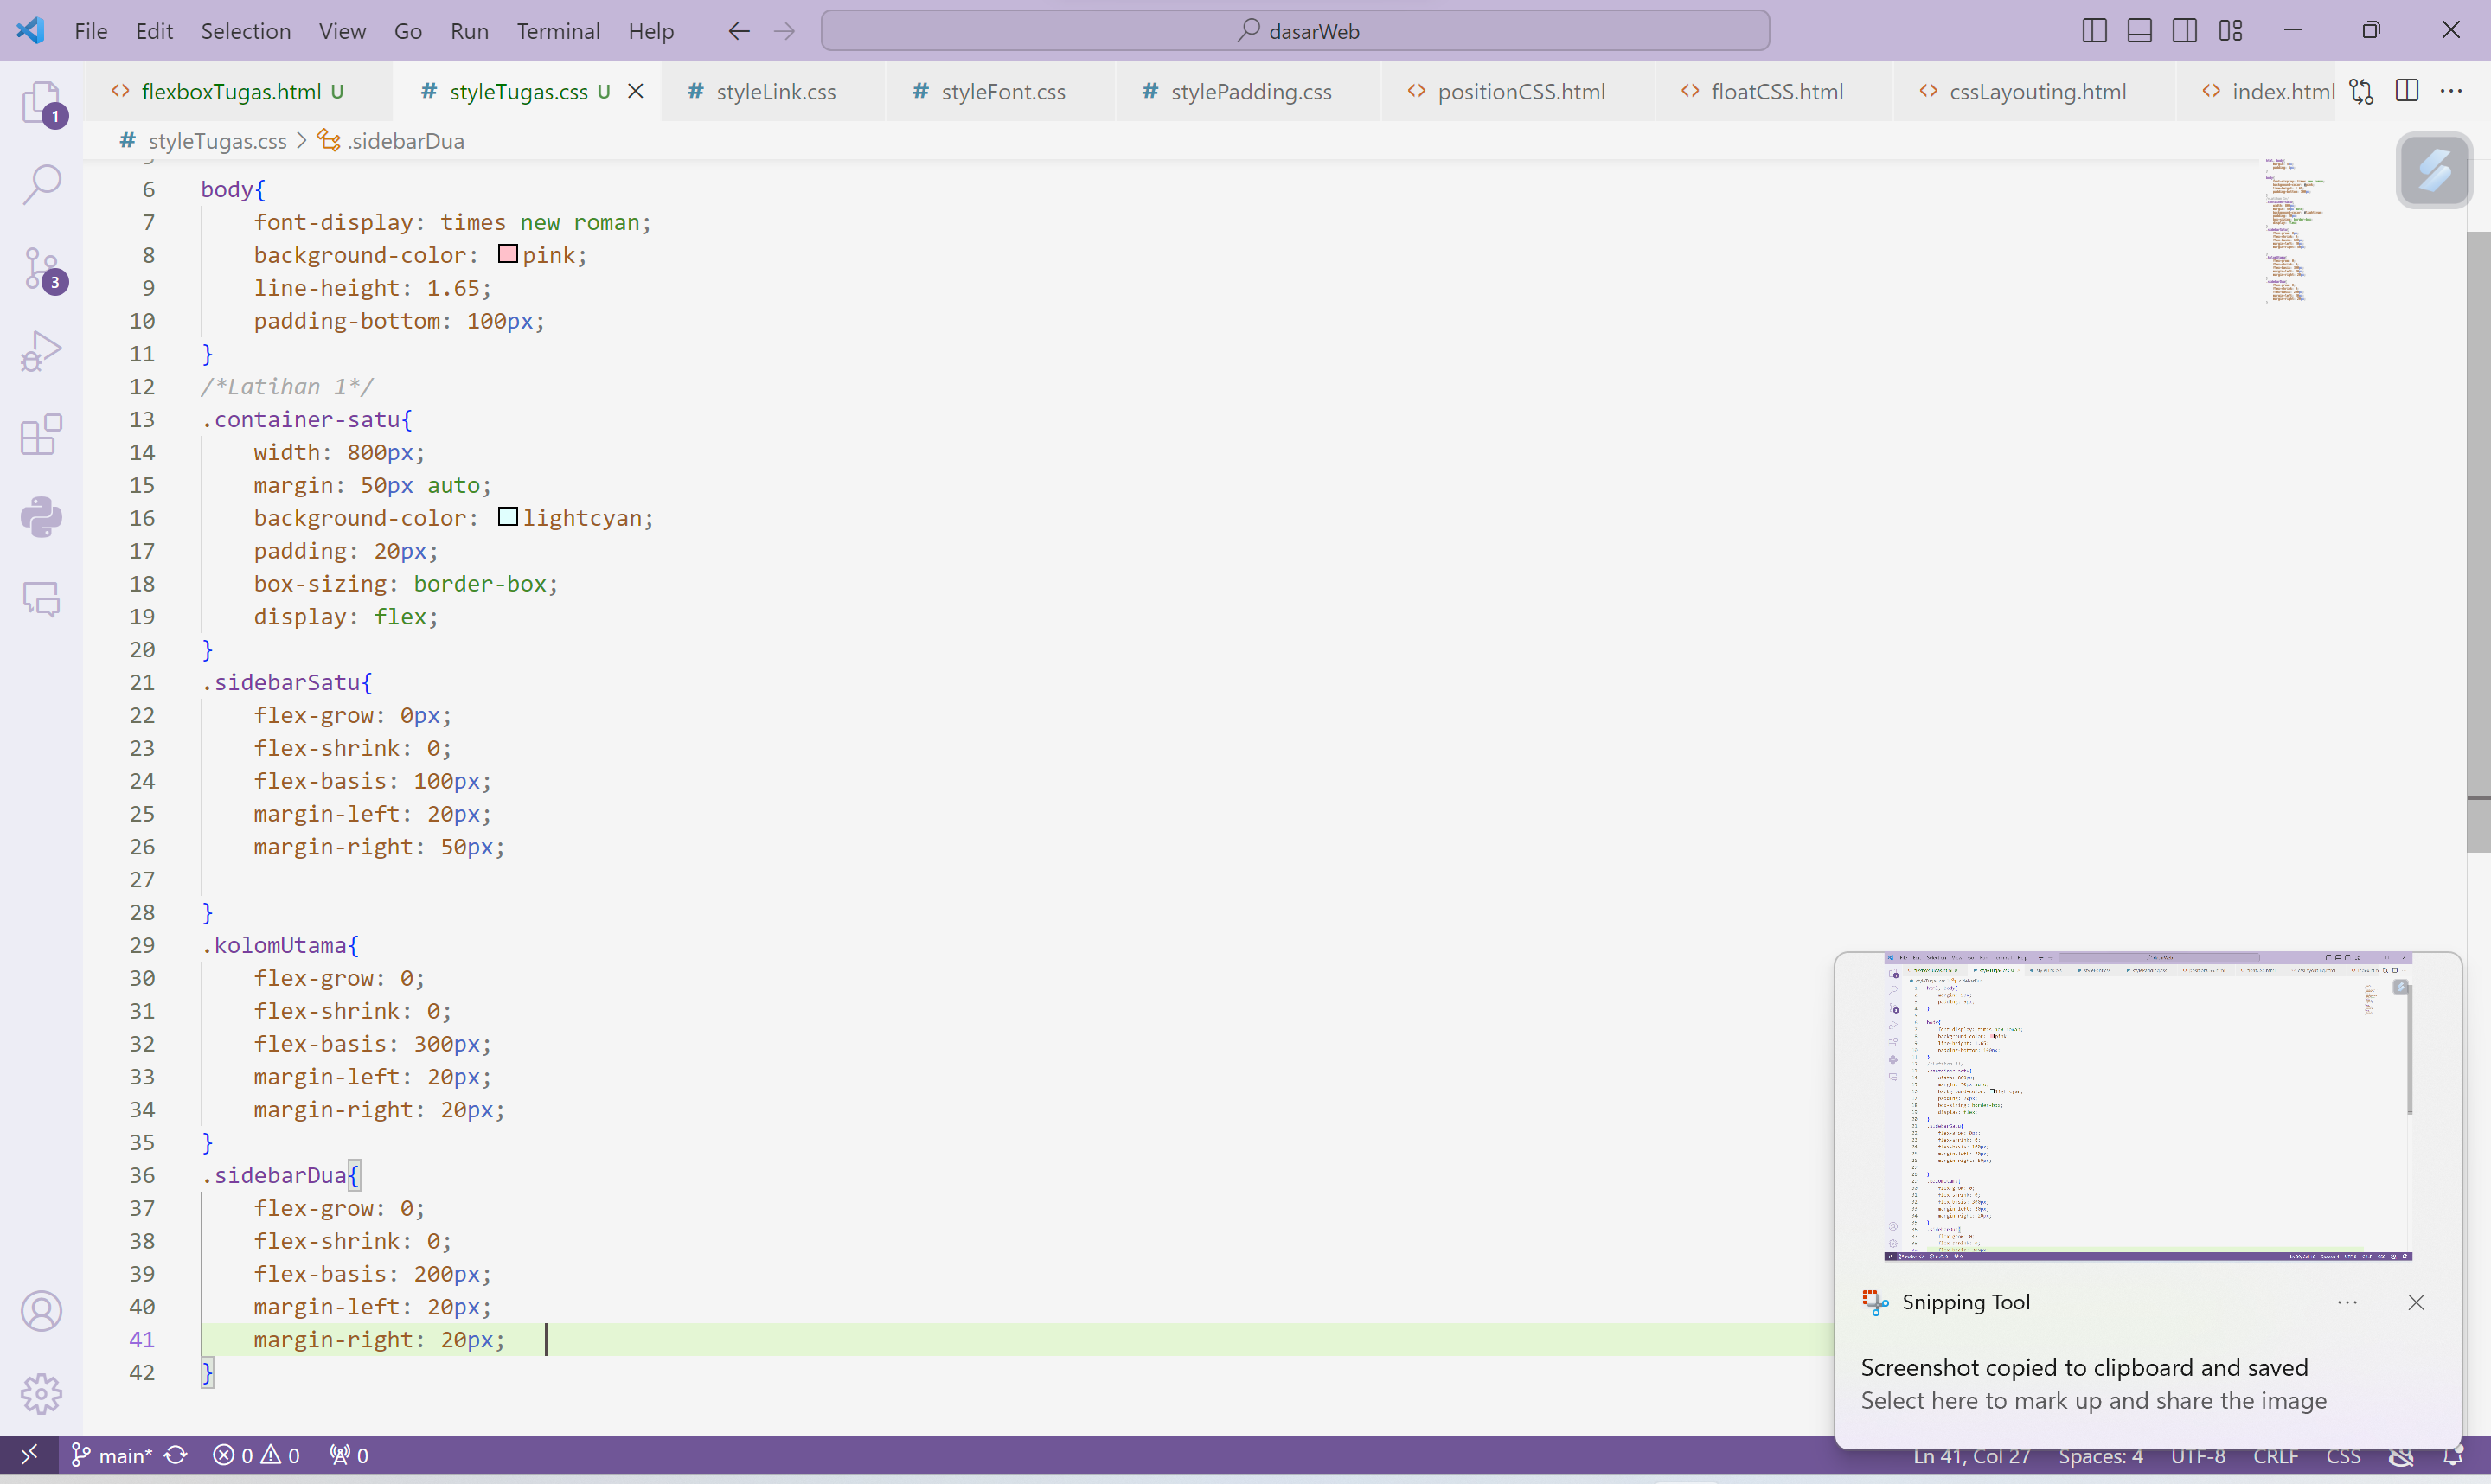 File Edit Selection View Go Run Terminal Help dasarWeb
flexboxTugas.html U styleTugas.css U styleLink.css styleFont.css stylePadding.css positionCSS.html floatCSS.html cssLayouting.html index.html
styleTugas.css > .sidebarDua
6 body{
7 font-display: times new roman;
8 background-color: pink;
9 line-height: 1.65;
10 padding-bottom: 100px;
11 }
12 /*Latihan 1*/
13 .container-satu{
14 width: 800px;
15 margin: 50px auto;
16 background-color: lightcyan;
17 padding: 20px;
18 box-sizing: border-box;
19 display: flex;
20 }
21 .sidebarSatu{
22 flex-grow: 0px;
23 flex-shrink: 0;
24 flex-basis: 100px;
25 margin-left: 20px;
26 margin-right: 50px;
27
28 }
29 .kolomUtama{
30 flex-grow: 0;
31 flex-shrink: 0;
32 flex-basis: 300px;
33 margin-left: 20px;
34 margin-right: 20px;
35 }
36 .sidebarDua{
37 flex-grow: 0;
38 flex-shrink: 0;
39 flex-basis: 200px;
40 margin-left: 20px;
41 margin-right: 20px;
42 }
1
3
Snipping Tool
Screenshot copied to clipboard and saved
Select here to mark up and share the image
main* 0 0 0 Ln 41, Col 27 Spaces: 4 UTF-8 CRLF CSS